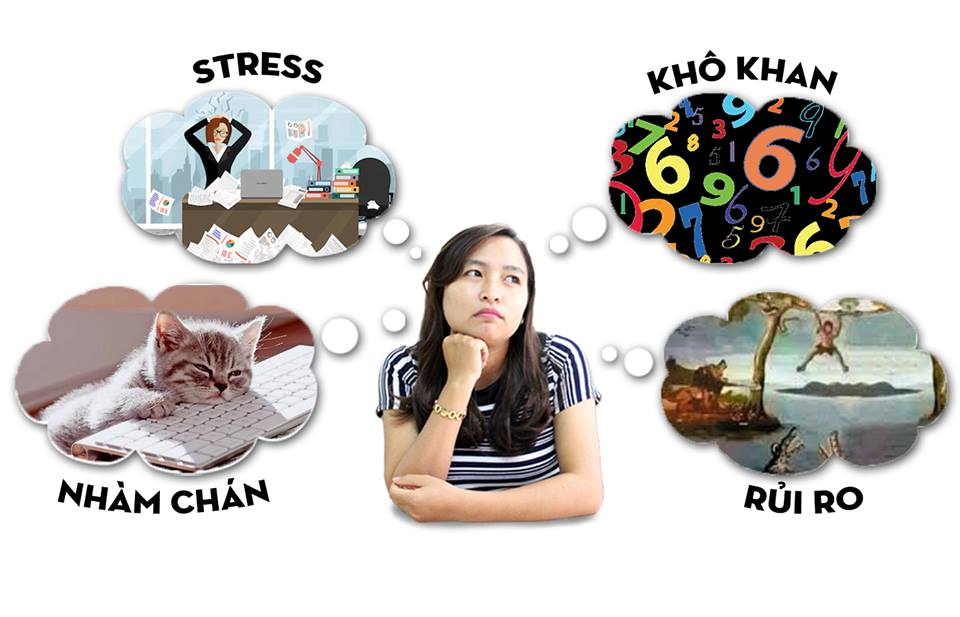 STRESS
KHÔ KHAN
NHÀM CHÁN
RỦI RO